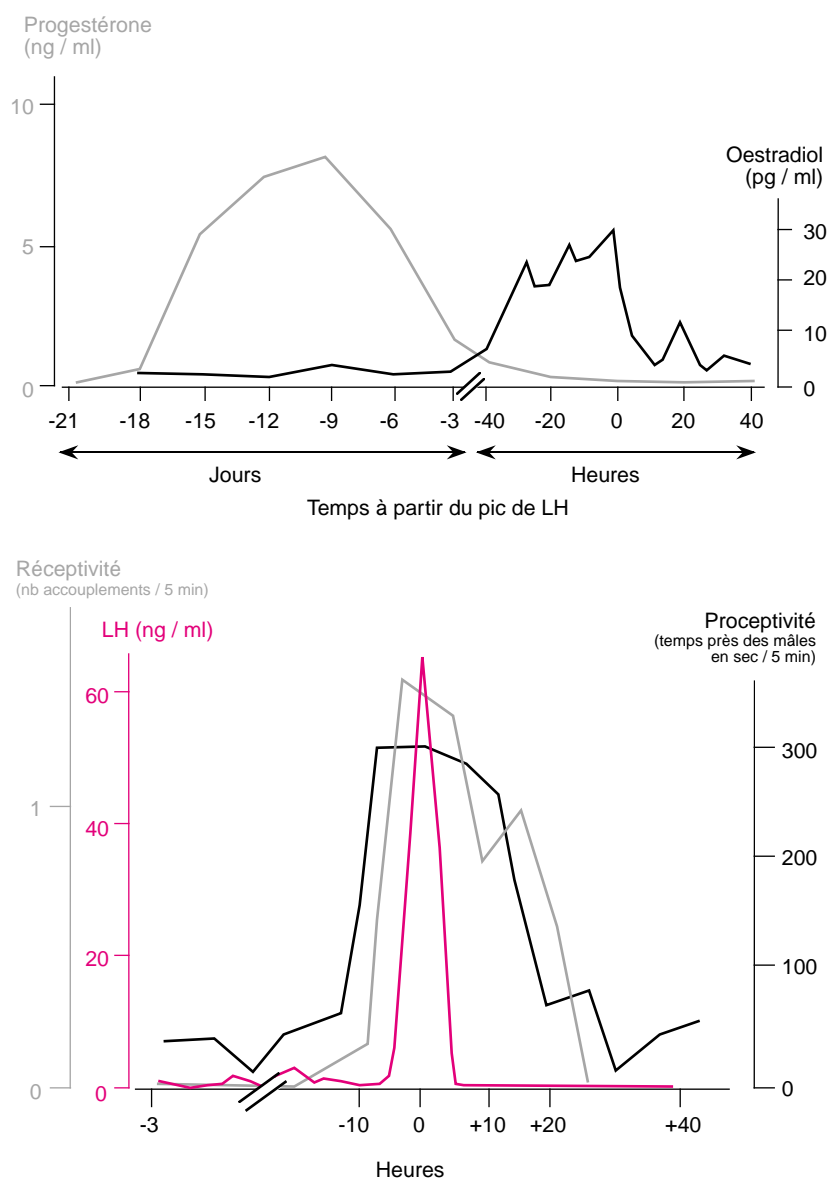 Progestérone
(ng / ml)
10
5
0
Oestradiol
(pg / ml)
30
20
10
0
-21 -18 -15 -12 -9 -6 -3 -40 -20 0 20 40
Jours Heures
Temps à partir du pic de LH
Réceptivité
(nb accouplements / 5 min)
LH (ng / ml)
Proceptivité
(temps près des mâles
en sec / 5 min)
1
0
60
40
20
0
300
200
100
0
-3 -10 0 +10 +20 +40
Heures